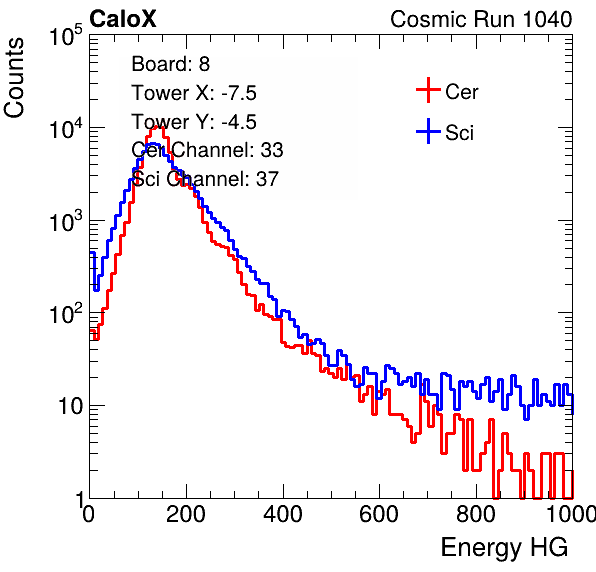 CaloX Cosmic Run 1040
Counts
Board: 8
Tower X: -7.5
Tower Y: -4.5
Cer Channel: 33
Sci Channel: 37
Cer
Sci
10^5
10^4
10^3
10^2
10
1
0 200 400 600 800 1000
Energy HG